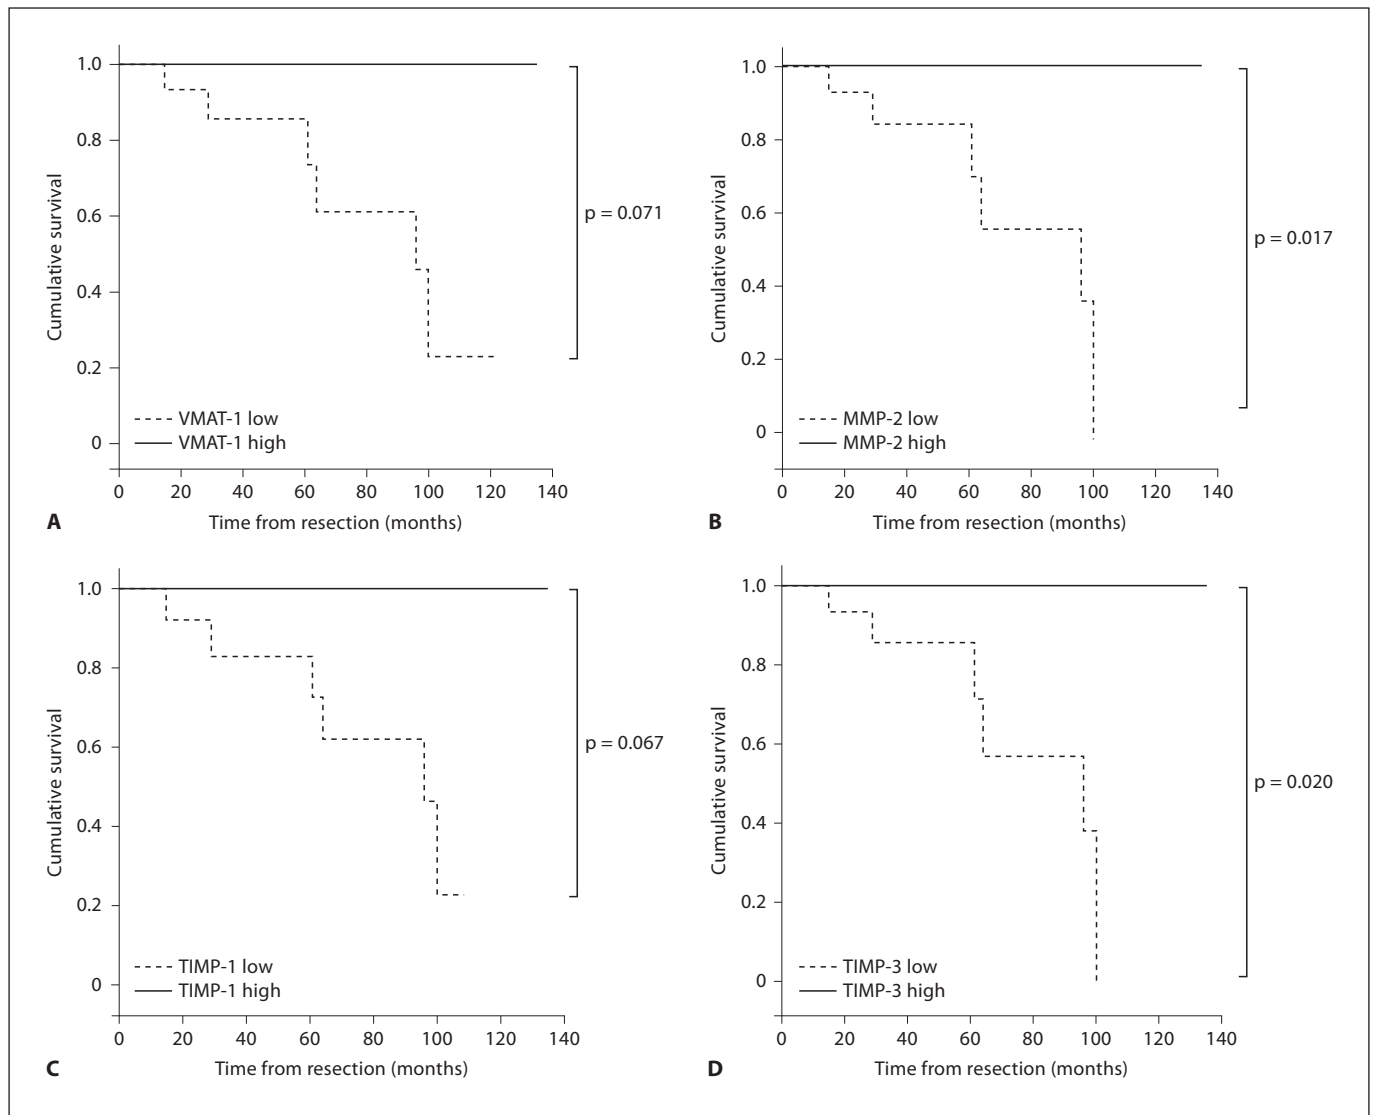 1.0
0.8
0.6
0.4
0.2
0
Cumulative survival
p = 0.071
VMAT-1 low
VMAT-1 high
0 20 40 60 80 100 120 140
A Time from resection (months)
1.0
0.8
0.6
0.4
0.2
0
Cumulative survival
p = 0.017
MMP-2 low
MMP-2 high
0 20 40 60 80 100 120 140
B Time from resection (months)
1.0
0.8
0.6
0.4
0.2
0
Cumulative survival
p = 0.067
TIMP-1 low
TIMP-1 high
0 20 40 60 80 100 120 140
C Time from resection (months)
1.0
0.8
0.6
0.4
0.2
0
Cumulative survival
p = 0.020
TIMP-3 low
TIMP-3 high
0 20 40 60 80 100 120 140
D Time from resection (months)